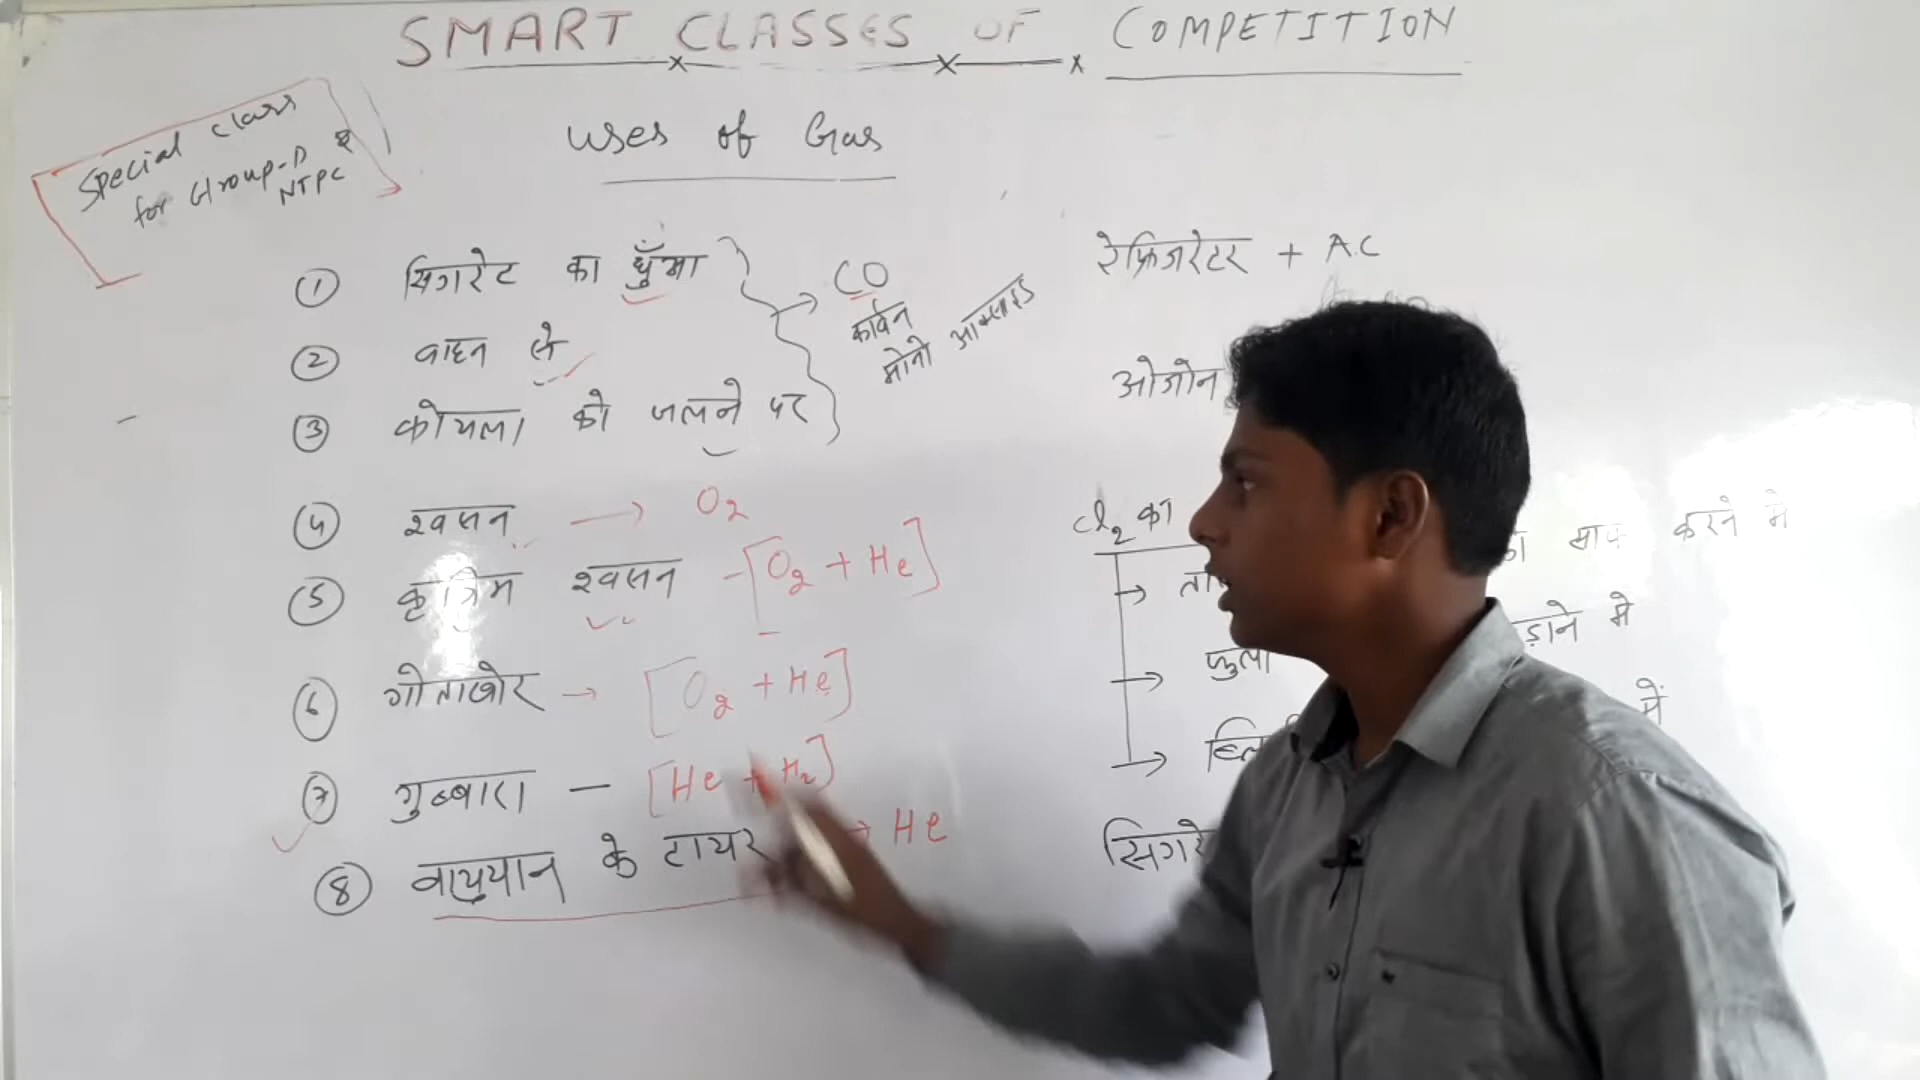 SMART CLASSES OF COMPETITION
Special class
for Group-D &
NTPC
Uses of Gas
① सिगरेट का धुँआ
② वाहन से
③ कोयला को जलने पर
CO
कार्बन
मोनो आक्साइड
④ श्वसन → O2
⑤ कृत्रिम श्वसन - [O2 + He]
⑥ गोताखोर → [O2 + He]
⑦ गुब्बारा - [He + H2]
⑧ वायुयान के टायर → He
रेफ्रिजरेटर + A.C
ओजोन
Cl2 का
साफ करने में
में
में